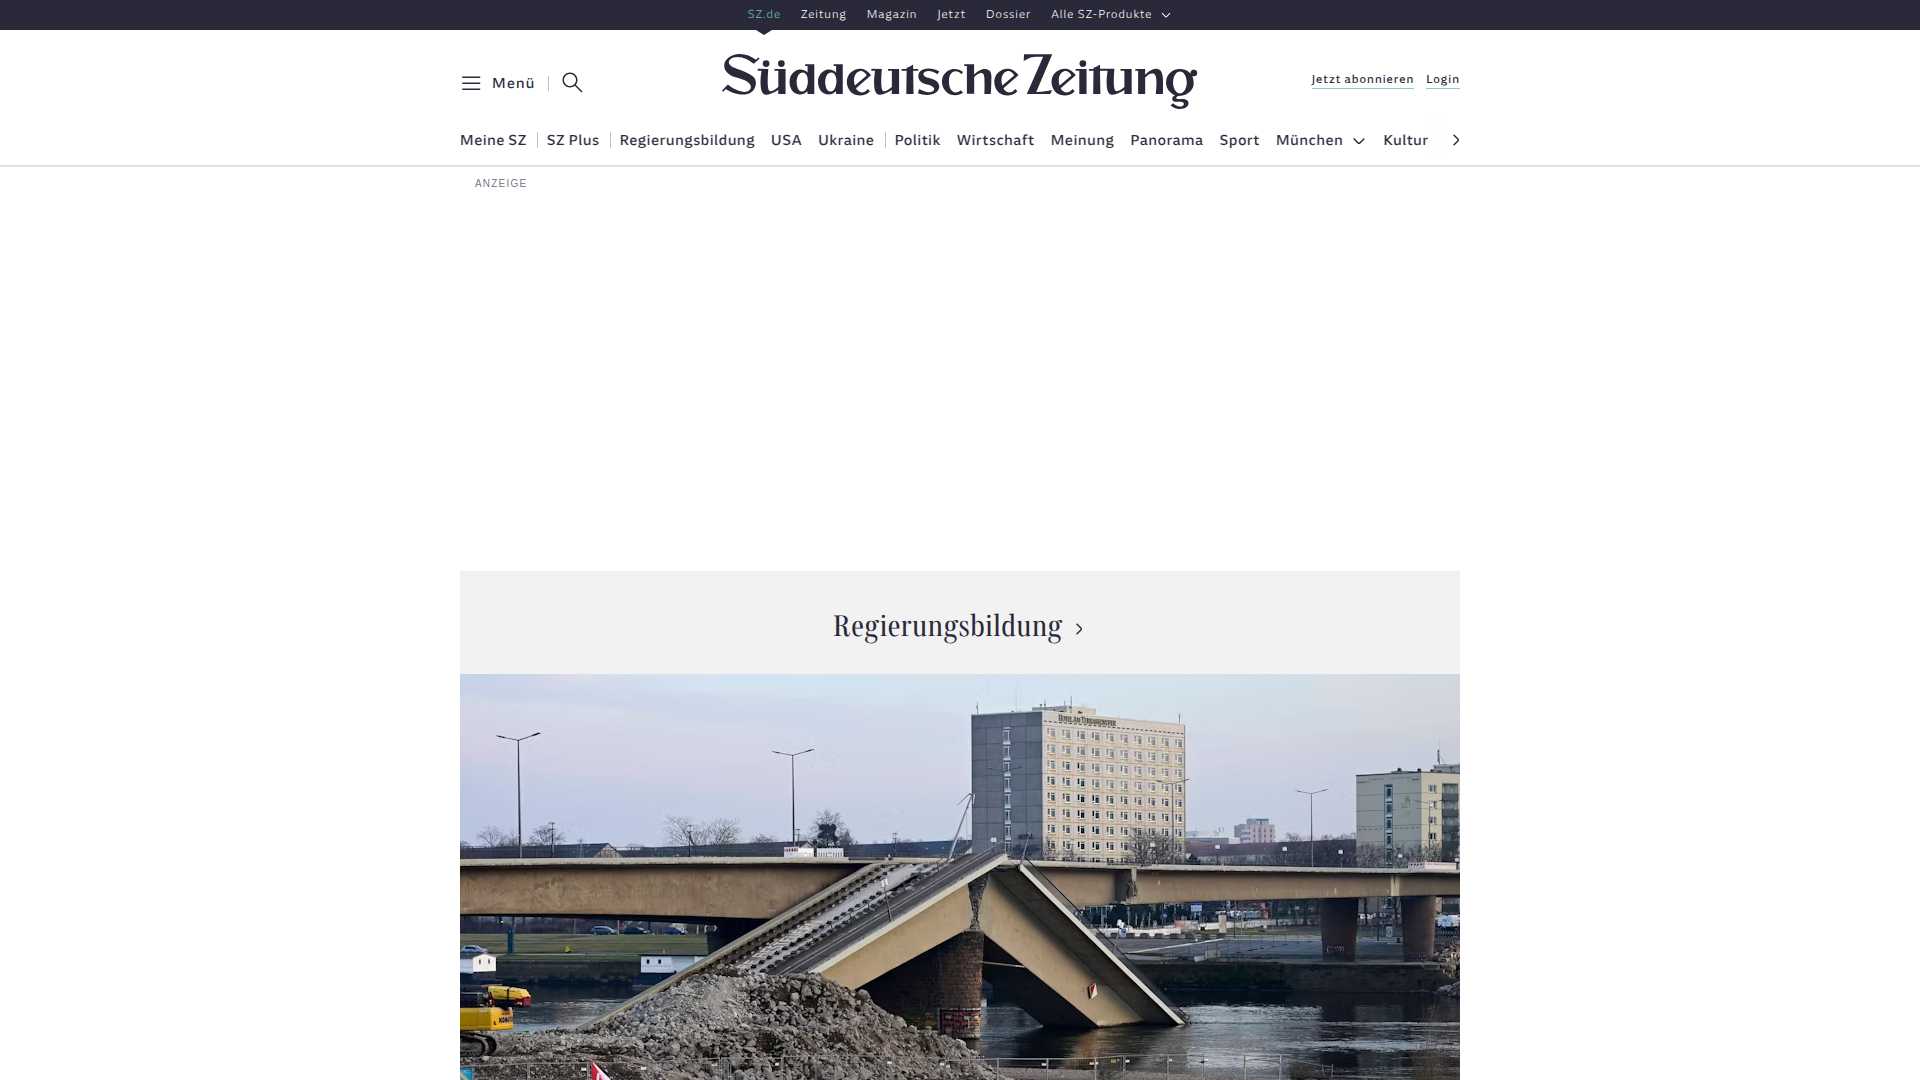 SZ.de Zeitung Magazin Jetzt Dossier Alle SZ-Produkte
Menü
Süddeutsche Zeitung
Jetzt abonnieren Login
Meine SZ SZ Plus Regierungsbildung USA Ukraine Politik Wirtschaft Meinung Panorama Sport München Kultur
ANZEIGE
Regierungsbildung